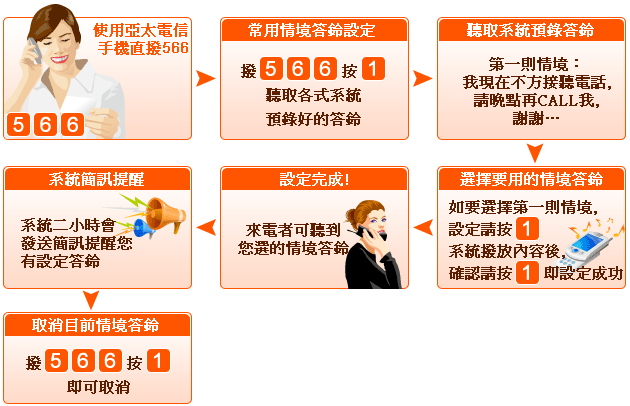 使用亞太電信
手機直撥566
5 6 6
常用情境答鈴設定
撥 5 6 6 按 1
聽取各式系統
預錄好的答鈴
聽取系統預錄答鈴
第一則情境：
我現在不方接聽電話，
請晚點再CALL我，
謝謝…
選擇要用的情境答鈴
如要選擇第一則情境，
設定請按 1
系統撥放內容後，
確認請按 1 即設定成功
設定完成!
來電者可聽到
您選的情境答鈴
系統簡訊提醒
系統二小時會
發送簡訊提醒您
有設定答鈴
取消目前情境答鈴
撥 5 6 6 按 1
即可取消